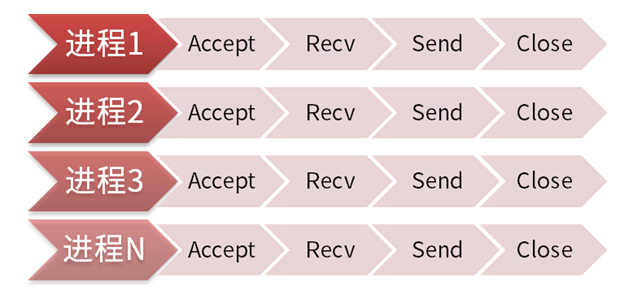 进程1 Accept Recv Send Close
进程2 Accept Recv Send Close
进程3 Accept Recv Send Close
进程N Accept Recv Send Close